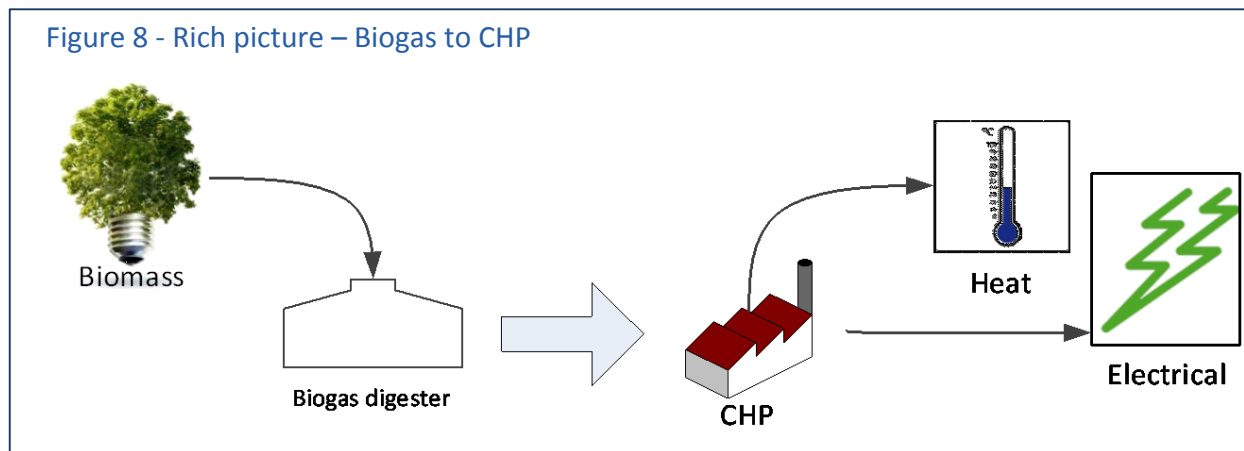 Figure 8 - Rich picture – Biogas to CHP
Biomass
Biogas digester
CHP
Heat
Electrical